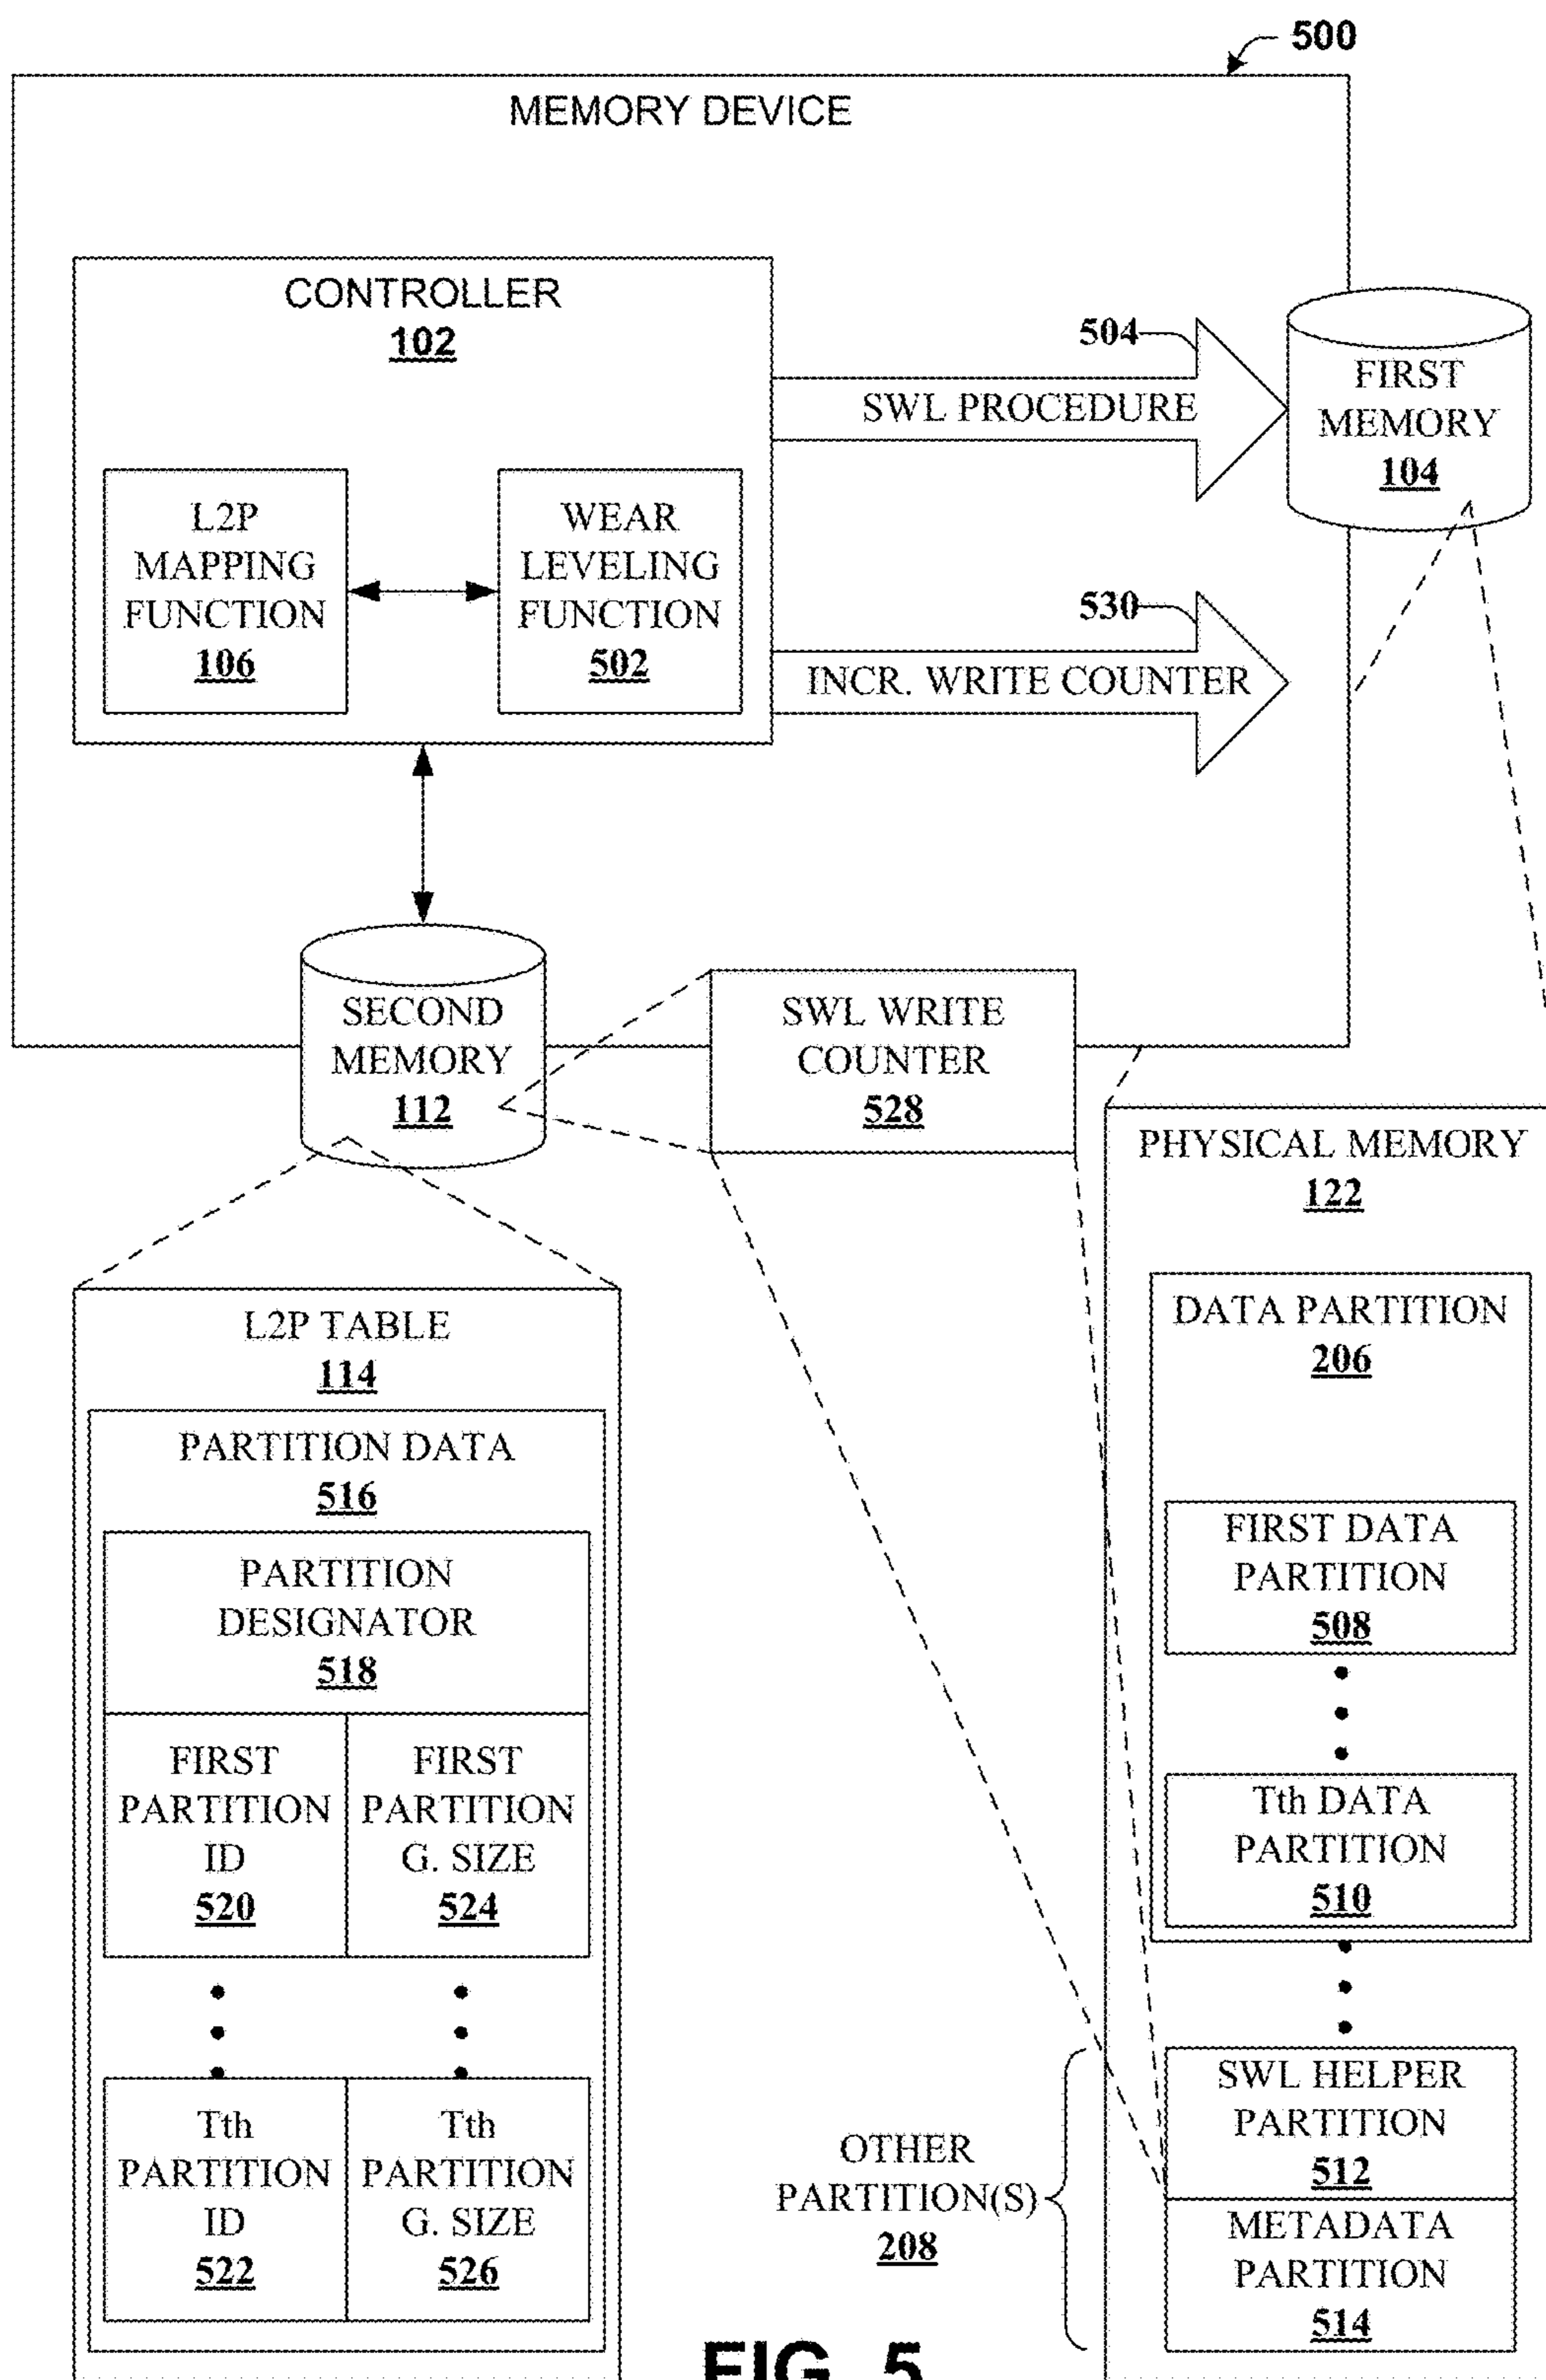 500
MEMORY DEVICE
CONTROLLER
102
L2P
MAPPING
FUNCTION
106
WEAR
LEVELING
FUNCTION
502
504
SWL PROCEDURE
530
INCR. WRITE COUNTER
FIRST
MEMORY
104
SECOND
MEMORY
112
SWL WRITE
COUNTER
528
L2P TABLE
114
PARTITION DATA
516
PARTITION
DESIGNATOR
518
FIRST
PARTITION
ID
520
FIRST
PARTITION
G. SIZE
524
Tth
PARTITION
ID
522
Tth
PARTITION
G. SIZE
526
PHYSICAL MEMORY
122
DATA PARTITION
206
FIRST DATA
PARTITION
508
Tth DATA
PARTITION
510
OTHER
PARTITION(S)
208
SWL HELPER
PARTITION
512
METADATA
PARTITION
514
FIG. 5